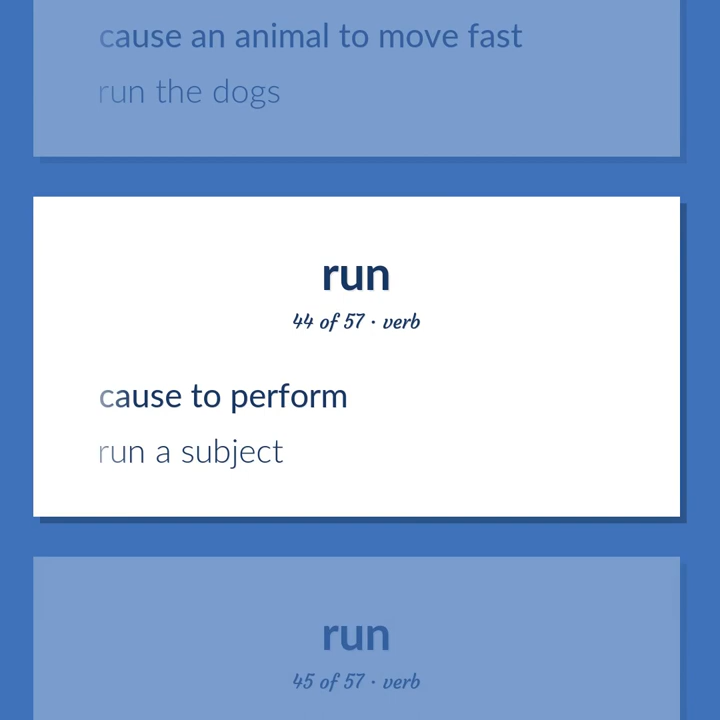 cause an animal to move fast
run the dogs
run
44 of 57 · verb
cause to perform
run a subject
run
45 of 57 · verb